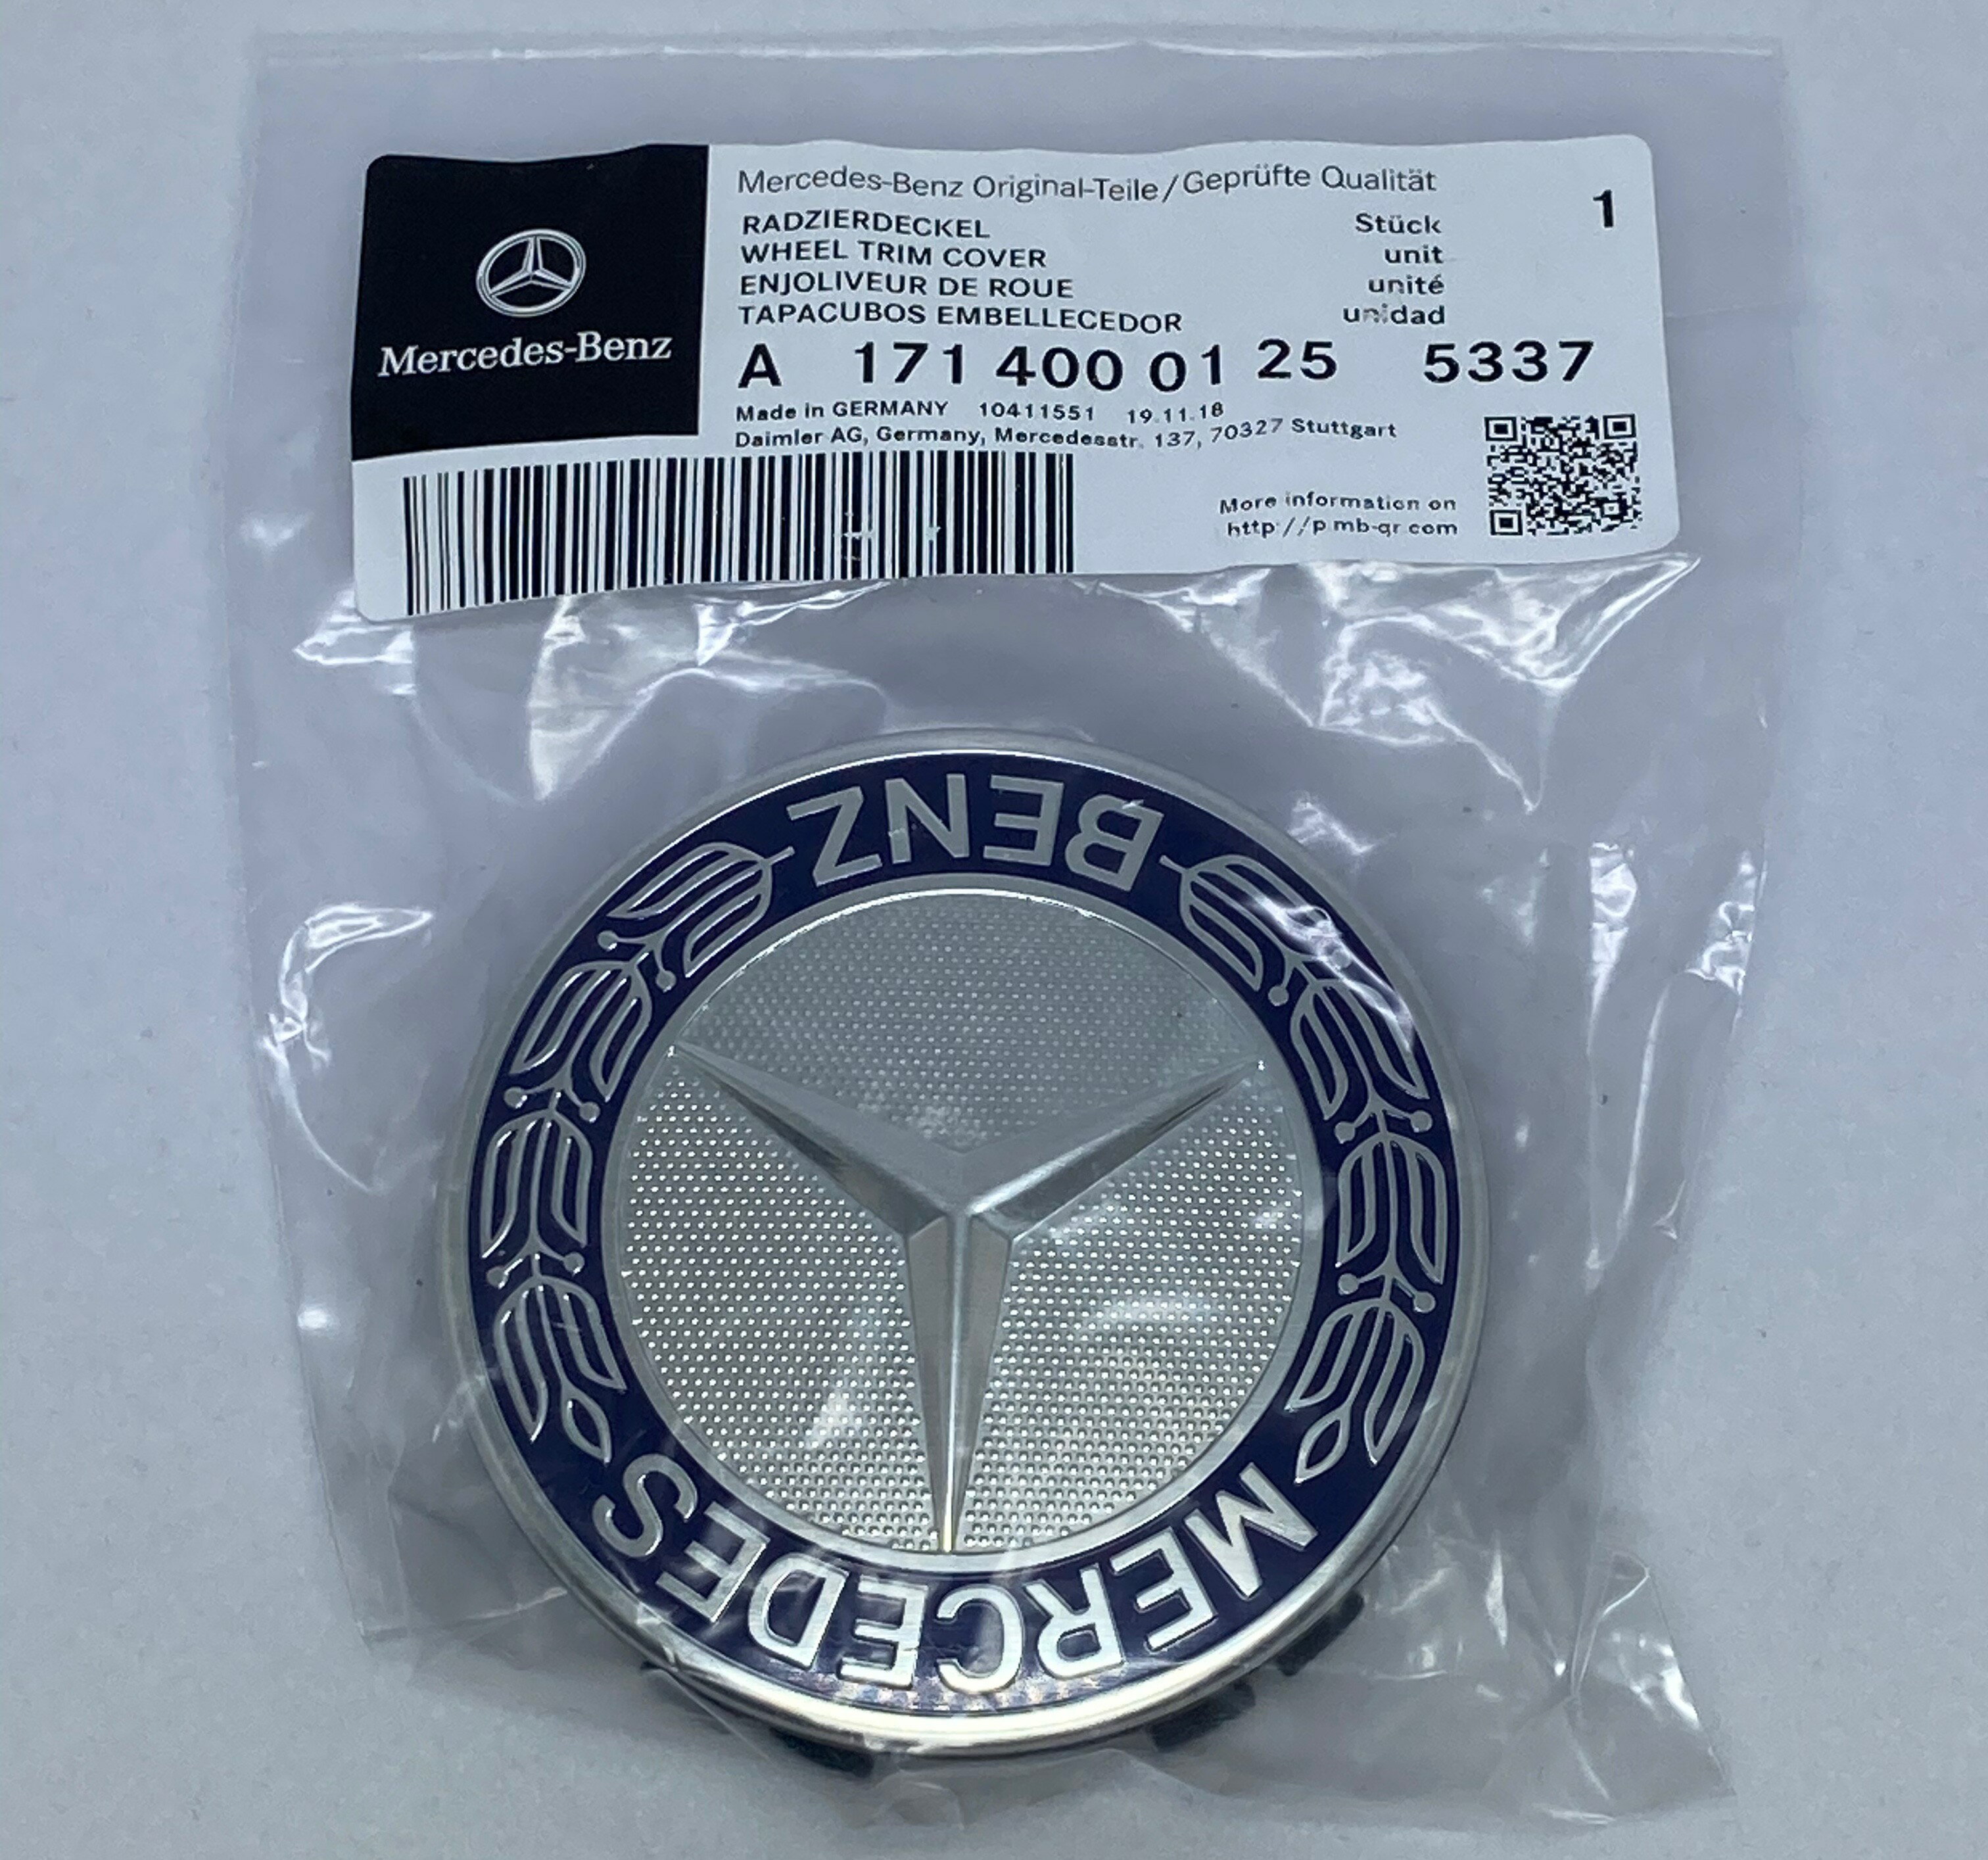 Mercedes-Benz
Mercedes-Benz Original-Teile/Geprüfte Qualität
RADZIERDECKEL Stück 1
WHEEL TRIM COVER unit
ENJOLIVEUR DE ROUE unité
TAPACUBOS EMBELLECEDOR unidad
A 171 400 01 25 5337
Made in GERMANY 10411551 19.11.18
Daimler AG, Germany, Mercedesstr. 137, 70327 Stuttgart
More information on
http://p.mb-qr.com
MERCEDES
BENZ